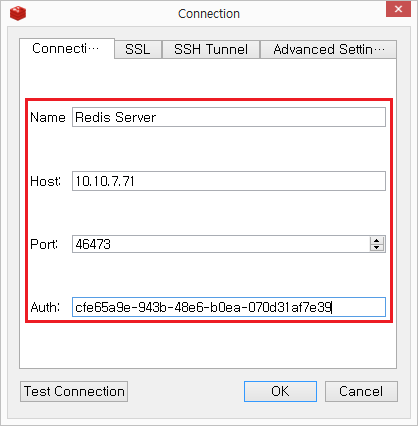 Connection
Connecti⋯ SSL SSH Tunnel Advanced Settin⋯
Name Redis Server
Host: 10.10.7.71
Port: 46473
Auth: cfe65a9e-943b-48e6-b0ea-070d31af7e39
Test Connection OK Cancel